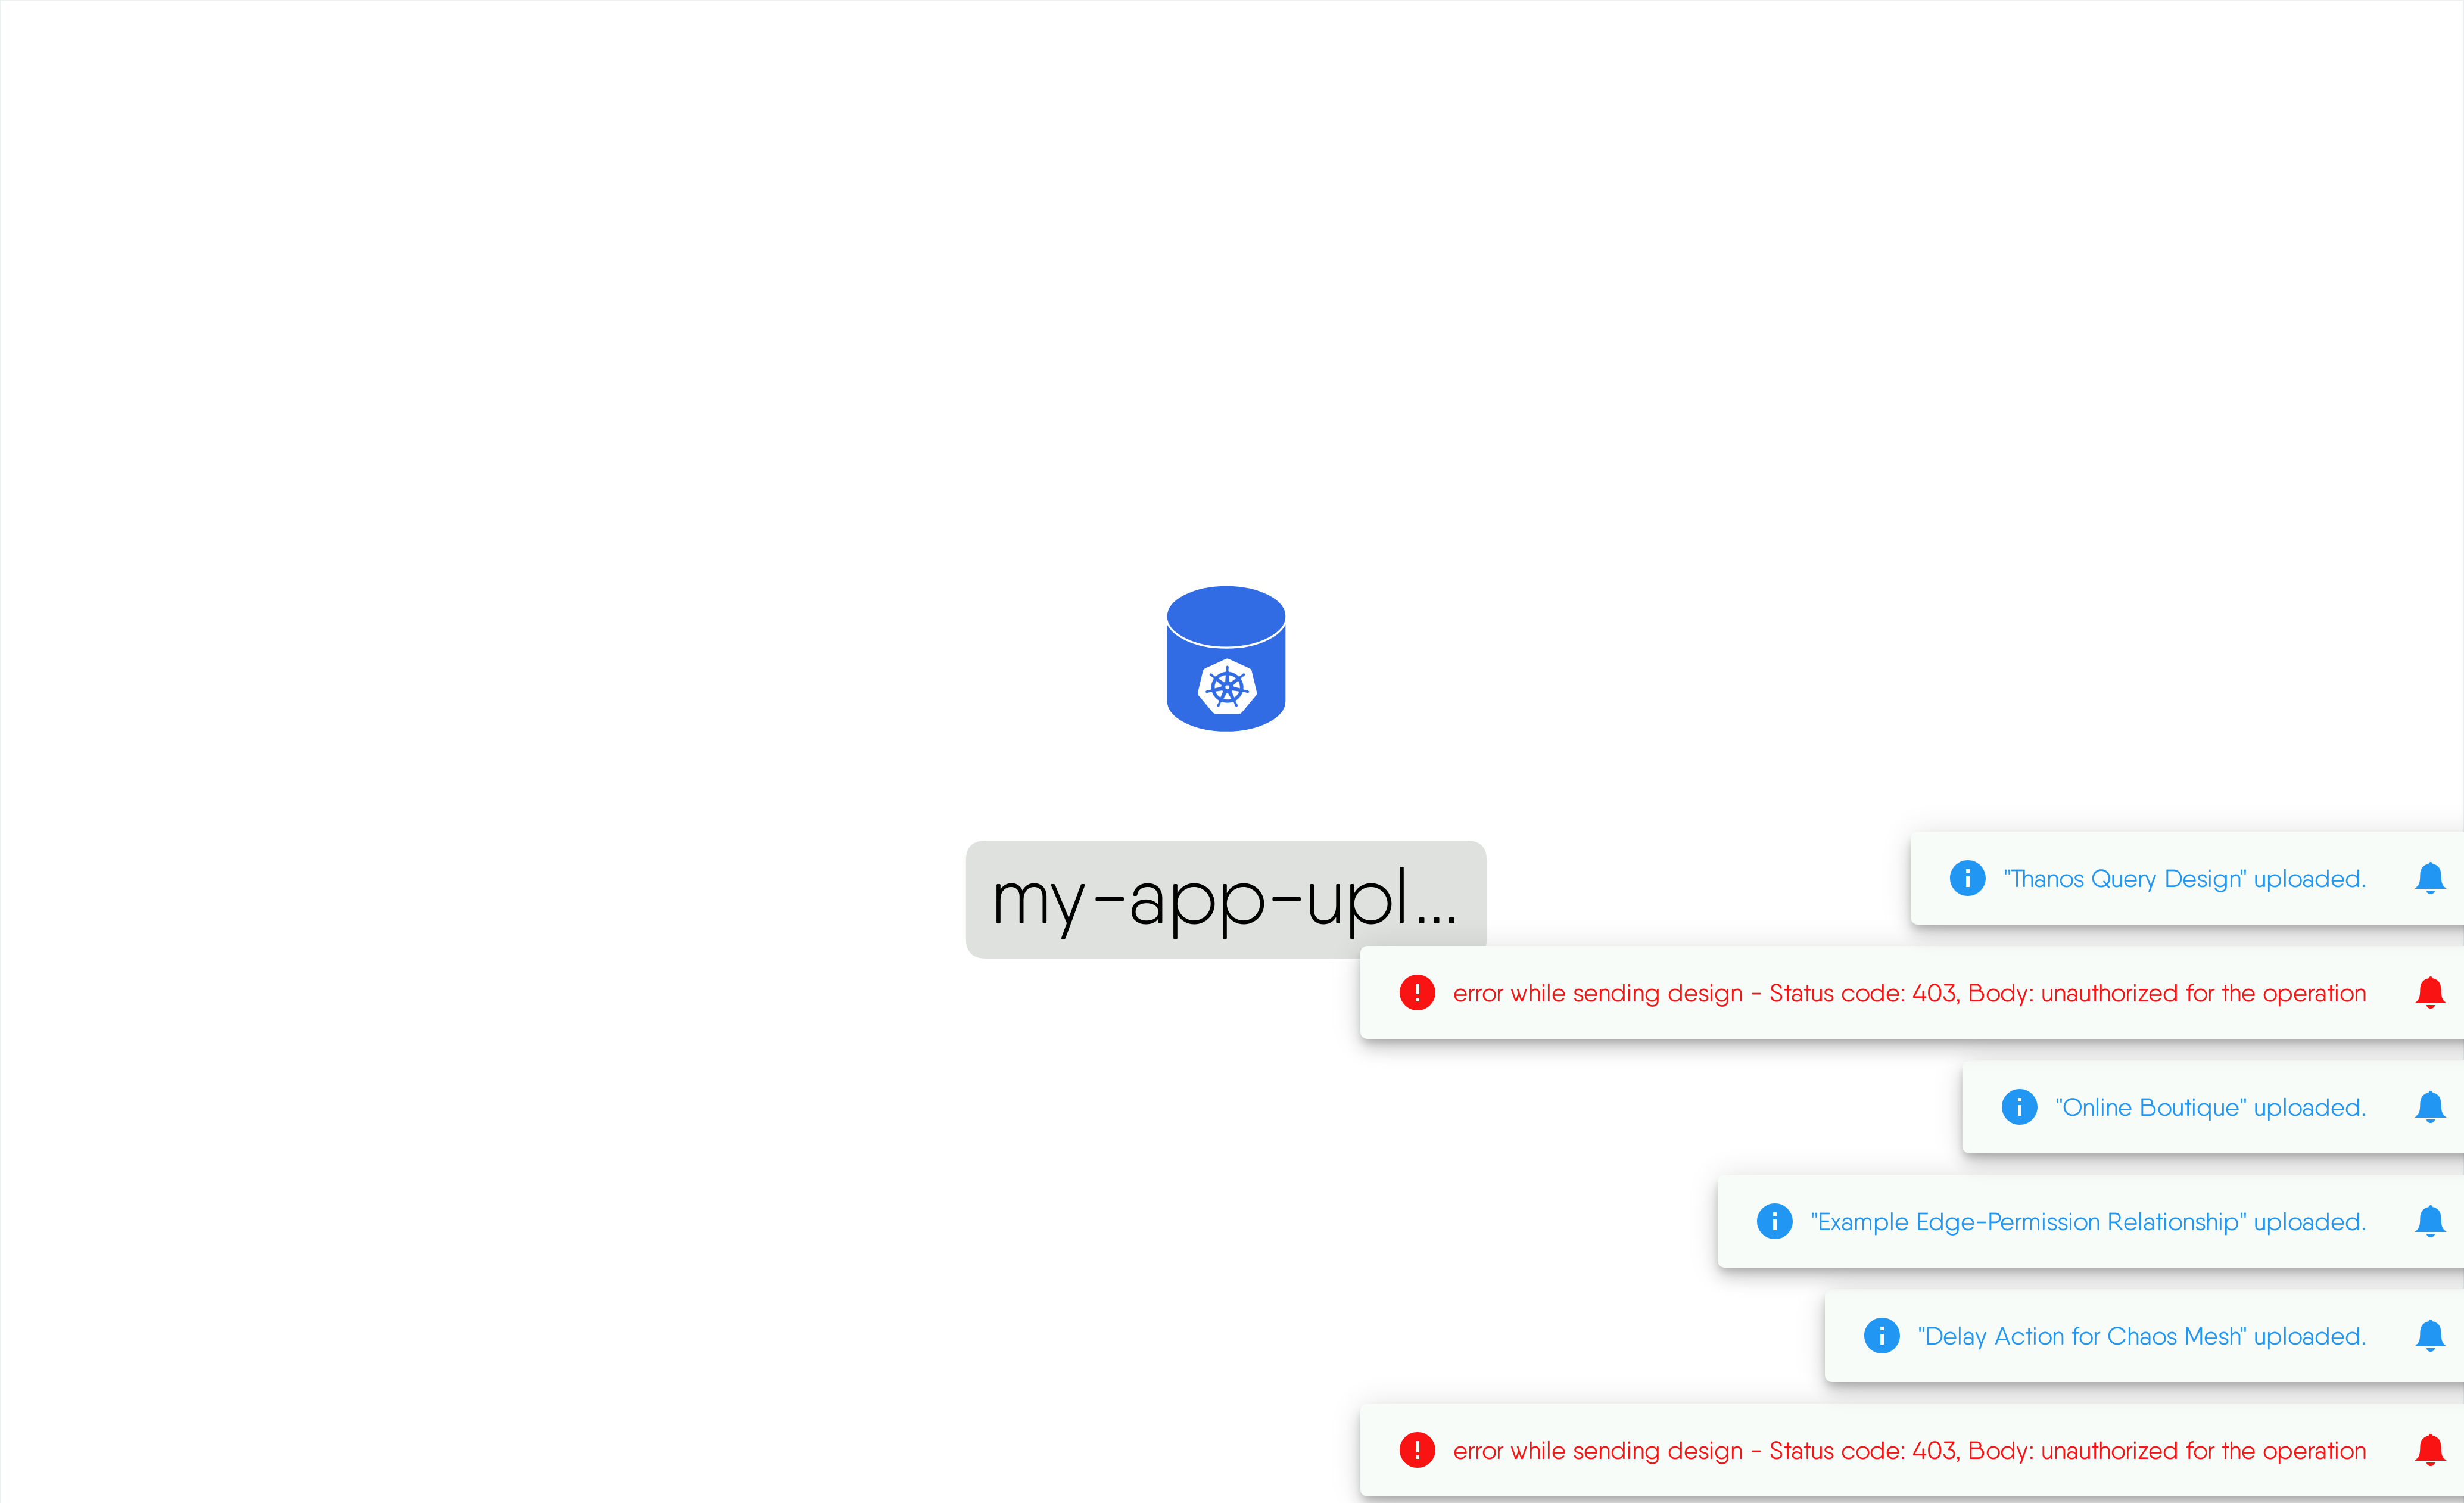 my-app-upl...
"Thanos Query Design" uploaded.
error while sending design - Status code: 403, Body: unauthorized for the operation
"Online Boutique" uploaded.
"Example Edge-Permission Relationship" uploaded.
"Delay Action for Chaos Mesh" uploaded.
error while sending design - Status code: 403, Body: unauthorized for the operation